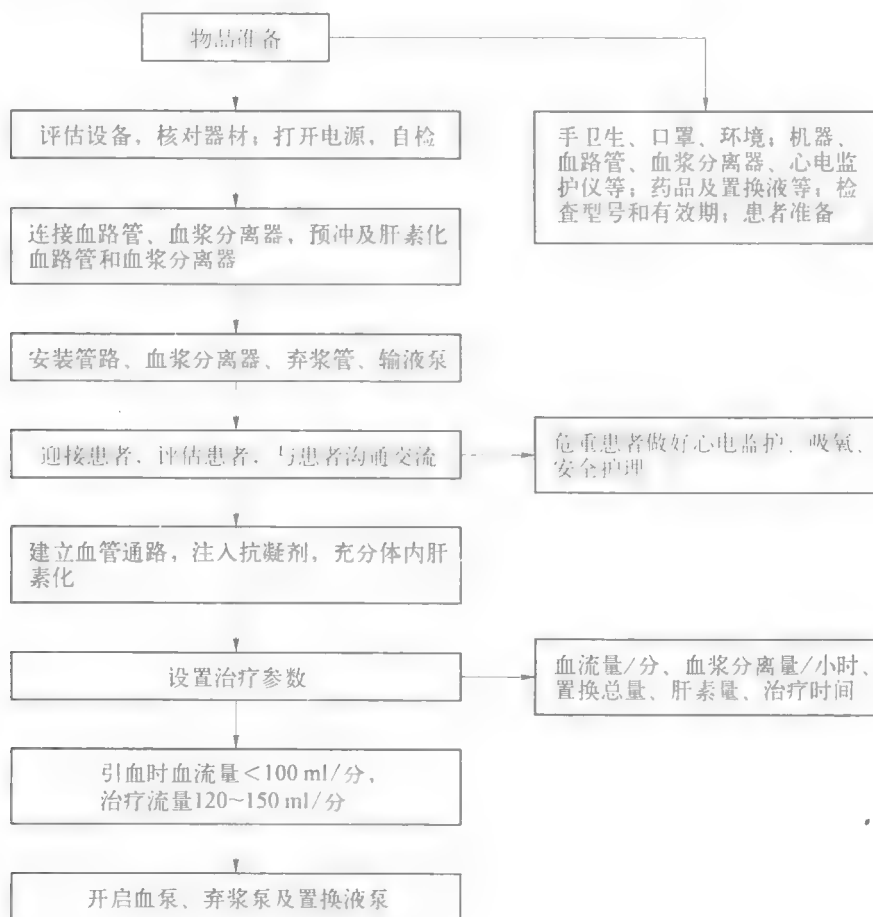 物品准备
评估设备，核对器材；打开电源，自检
手卫生、口罩、环境；机器、
血路管、血浆分离器、心电监
护仪等；药品及置换液等；检
查型号和有效期；患者准备
连接血路管、血浆分离器，预冲及肝素化
血路管和血浆分离器
安装管路、血浆分离器、弃浆管、输液泵
迎接患者、评估患者、与患者沟通交流
危重患者做好心电监护、吸氧、
安全护理
建立血管通路，注入抗凝剂，充分体内肝
素化
设置治疗参数
血流量/分、血浆分离量/小时、
置换总量、肝素量、治疗时间
引血时血流量＜100 ml/分，
治疗流量120~150 ml/分
开启血泵、弃浆泵及置换液泵